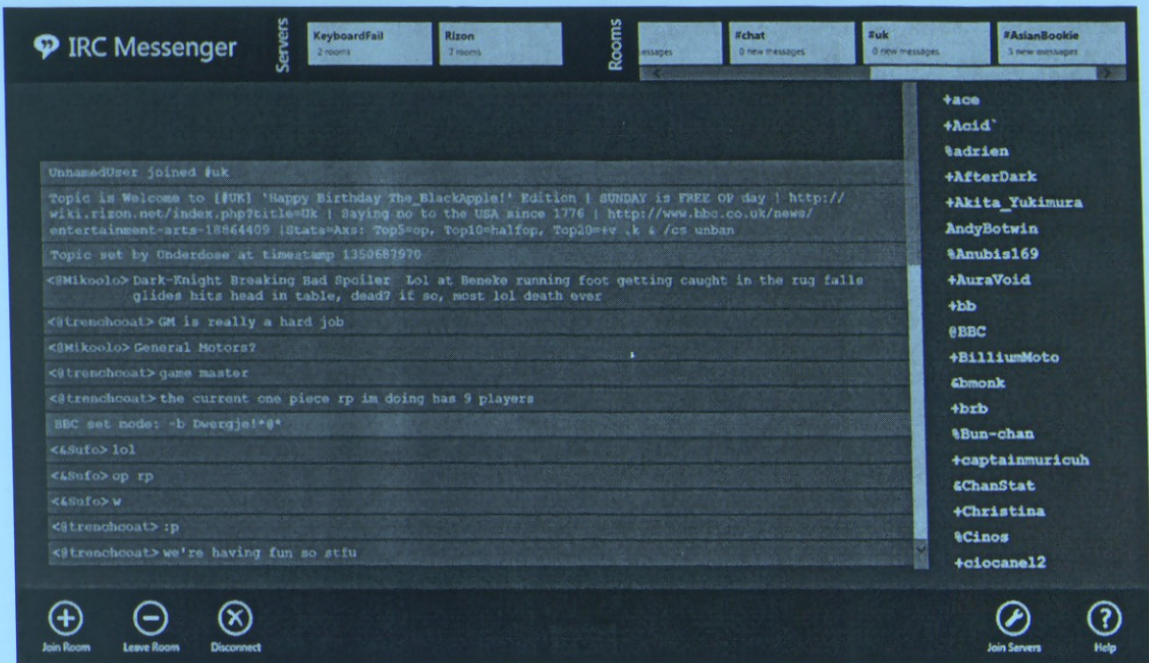 IRC Messenger
Servers
KeyboardFail
2 rooms
Rizon
7 rooms
Rooms
#chat
0 new messages
#uk
0 new messages
#AsianBookie
3 new messages
UnnamedUser joined #uk
Topic is Welcome to [#UK] 'Happy Birthday The_BlackApple!' Edition | SUNDAY is FREE OP day | http://
wiki.rizon.net/index.php?title=Uk | Saying no to the USA since 1776 | http://www.bbc.co.uk/news/
entertainment-arts-18864409 |Stats=Axs: Top5=op, Top10=halfop, Top20=+v .k & /cs unban
Topic set by Underdose at timestamp 1350687970
<@Mikoolo> Dark-Knight Breaking Bad Spoiler Lol at Beneke running foot getting caught in the rug falls
glides hits head in table, dead? if so, most lol death ever
<@trenchcoat> GM is really a hard job
<@Mikoolo> General Motors?
<@trenchcoat> game master
<@trenchcoat> the current one piece rp im doing has 9 players
BBC set mode: -b Dwergje!*@*
<&Sufo> lol
<&Sufo> op rp
<&Sufo> w
<@trenchcoat> :p
<@trenchcoat> we're having fun so stfu
+ace
+Acid`
%adrien
+AfterDark
+Akita_Yukimura
AndyBotwin
%Anubis169
+AuraVoid
+bb
@BBC
+BilliumMoto
&bmonk
+brb
%Bun-chan
+captainmuricuh
&ChanStat
+Christina
%Cinos
+ciocanel2
Join Room
Leave Room
Disconnect
Join Servers
Help